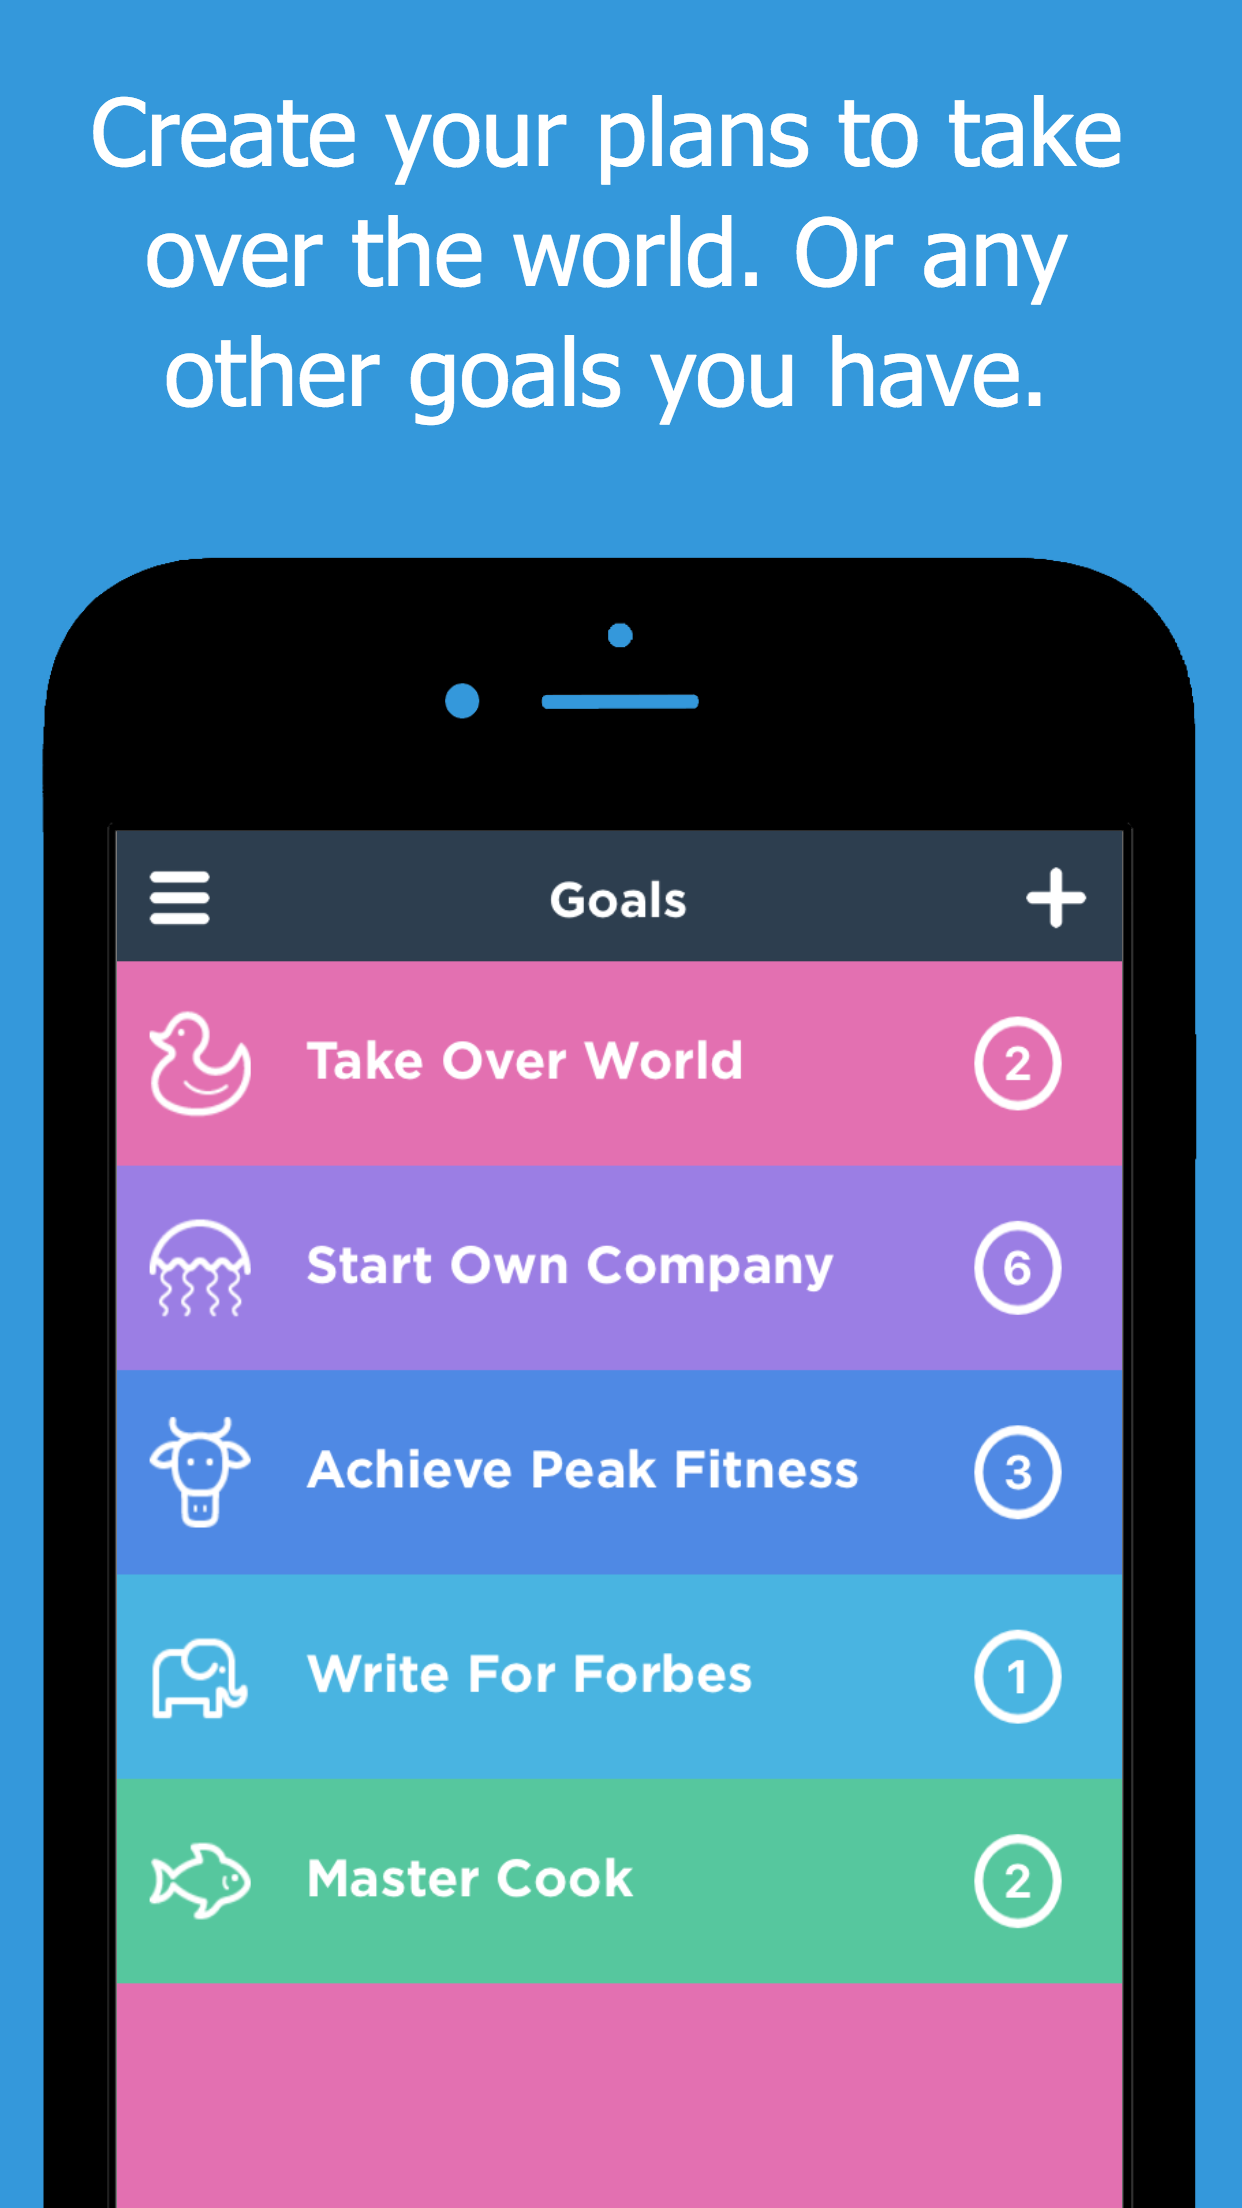 Create your plans to take
over the world. Or any
other goals you have.
Goals
Take Over World 2
Start Own Company 6
Achieve Peak Fitness 3
Write For Forbes 1
Master Cook 2